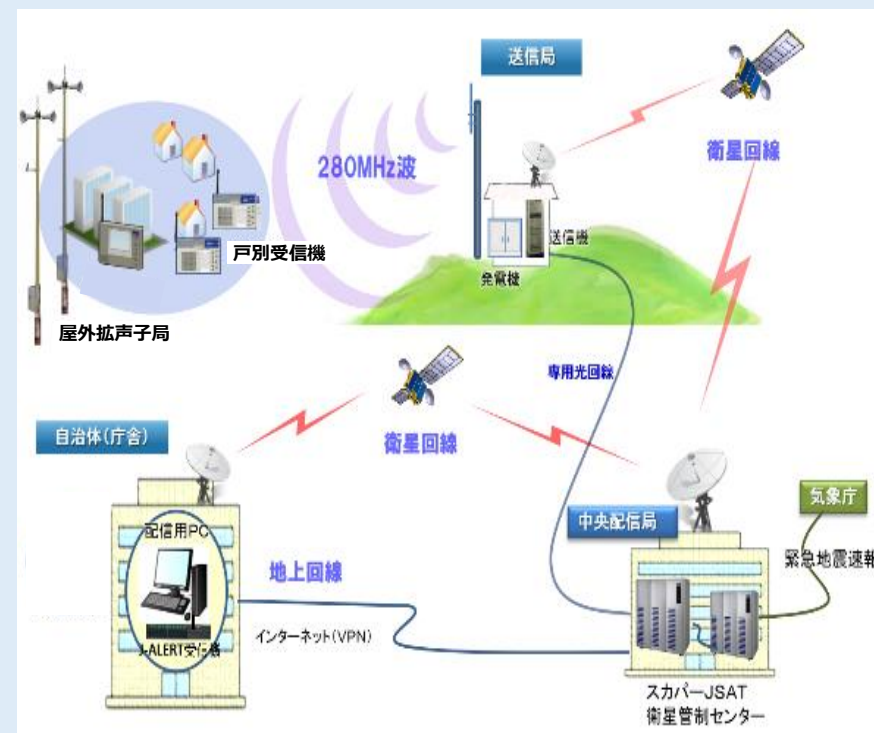 送信局
衛星回線
280MHz波
戸別受信機
送信機
発電機
屋外拡声子局
専用光回線
自治体(庁舎)
衛星回線
気象庁
中央配信局
配信用PC
緊急地震速報
地上回線
J-ALERT受信機
インターネット(VPN)
スカパーJSAT
衛星管制センター